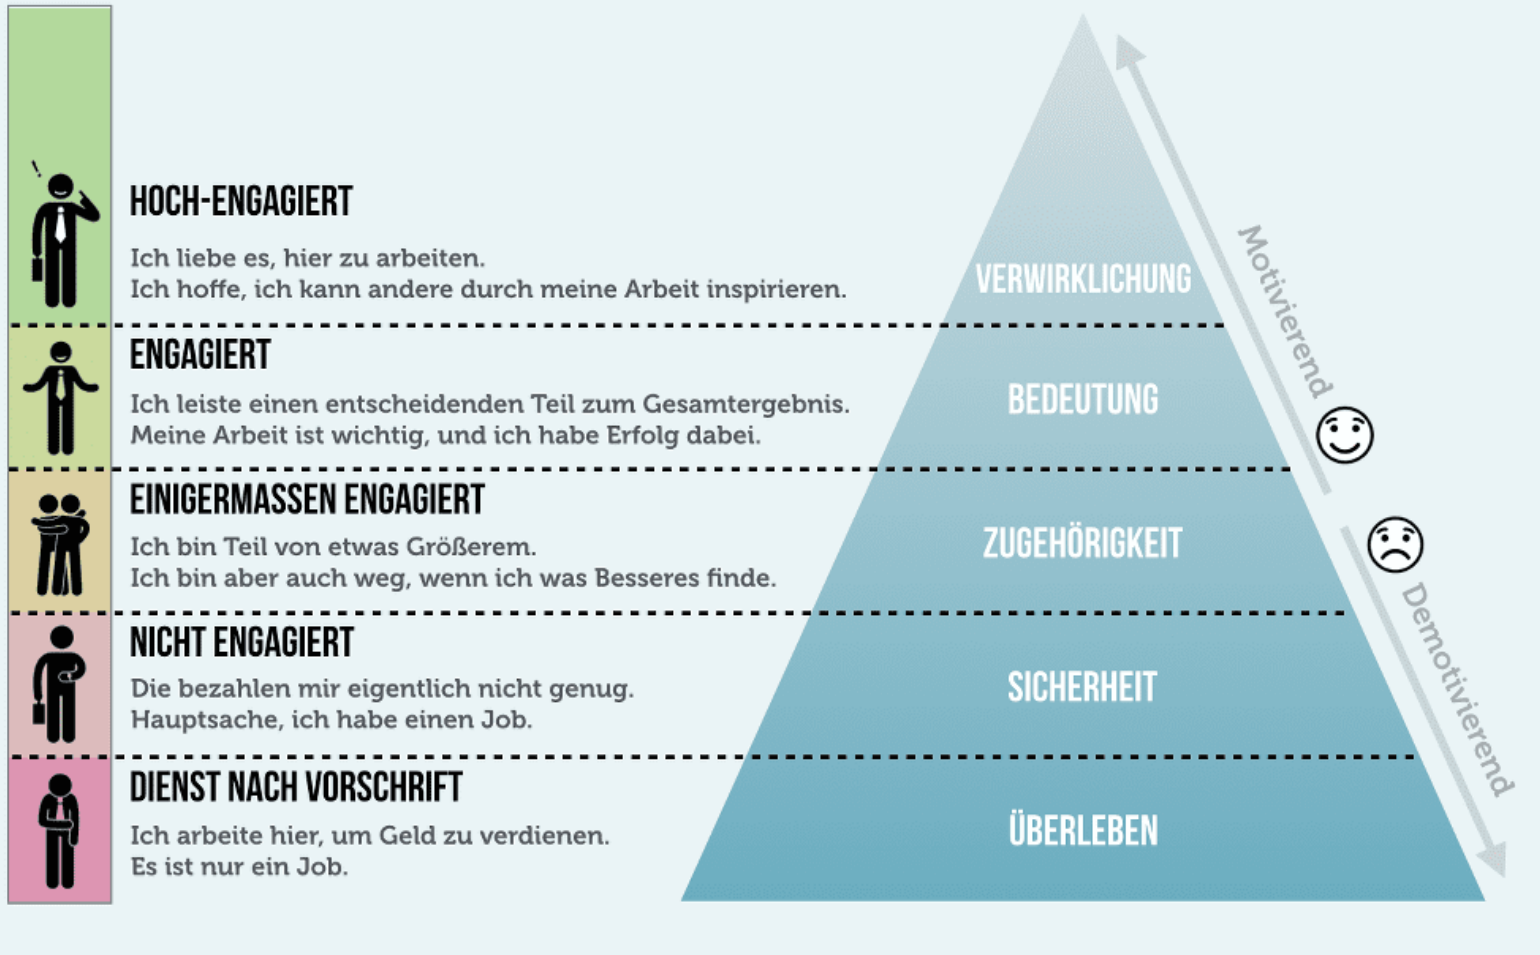 HOCH-ENGAGIERT
Ich liebe es, hier zu arbeiten.
Ich hoffe, ich kann andere durch meine Arbeit inspirieren.
VERWIRKLICHUNG
ENGAGIERT
Ich leiste einen entscheidenden Teil zum Gesamtergebnis.
Meine Arbeit ist wichtig, und ich habe Erfolg dabei.
BEDEUTUNG
EINIGERMASSEN ENGAGIERT
Ich bin Teil von etwas Größerem.
Ich bin aber auch weg, wenn ich was Besseres finde.
ZUGEHÖRIGKEIT
NICHT ENGAGIERT
Die bezahlen mir eigentlich nicht genug.
Hauptsache, ich habe einen Job.
SICHERHEIT
DIENST NACH VORSCHRIFT
Ich arbeite hier, um Geld zu verdienen.
Es ist nur ein Job.
ÜBERLEBEN
Motivierend
Demotivierend